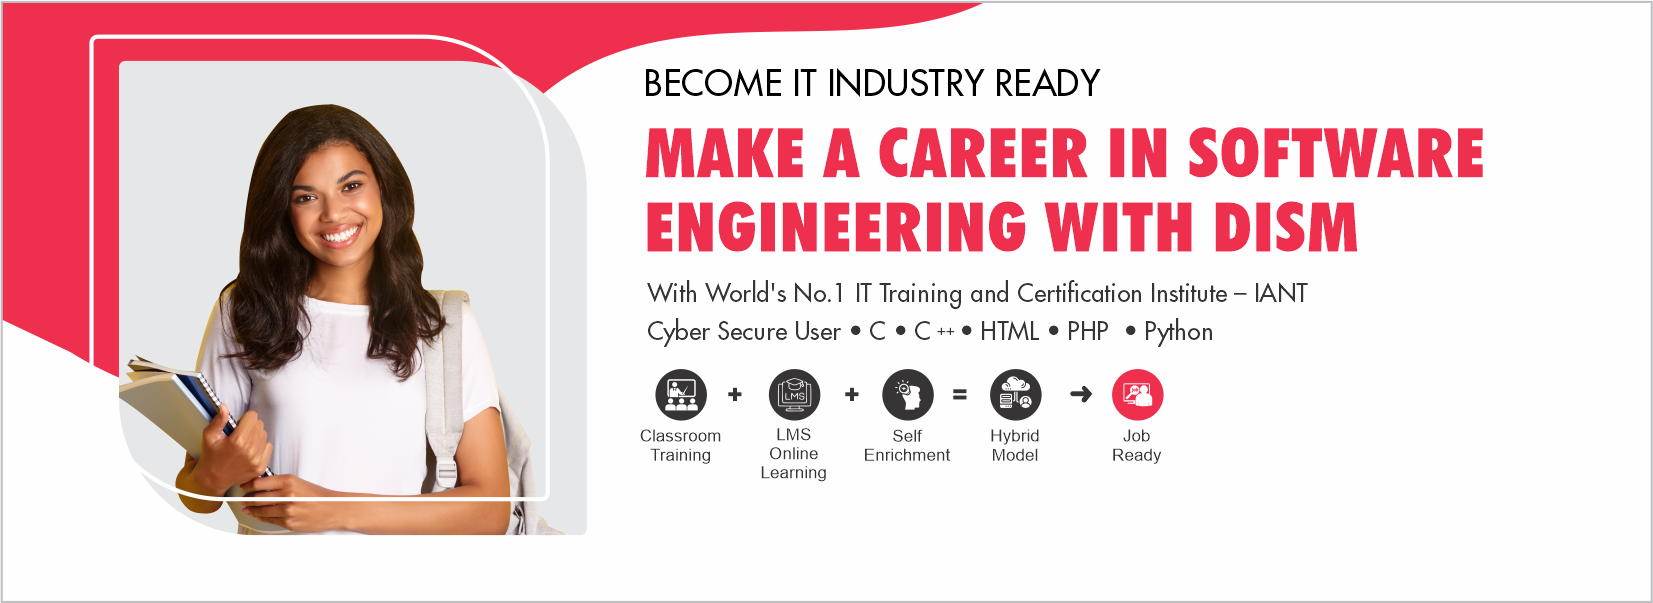 BECOME IT INDUSTRY READY
MAKE A CAREER IN SOFTWARE
ENGINEERING WITH DISM
With World's No.1 IT Training and Certification Institute – IANT
Cyber Secure User • C • C ++ • HTML • PHP • Python
LMS
+ + = ➔
Classroom
Training
LMS
Online
Learning
Self
Enrichment
Hybrid
Model
Job
Ready